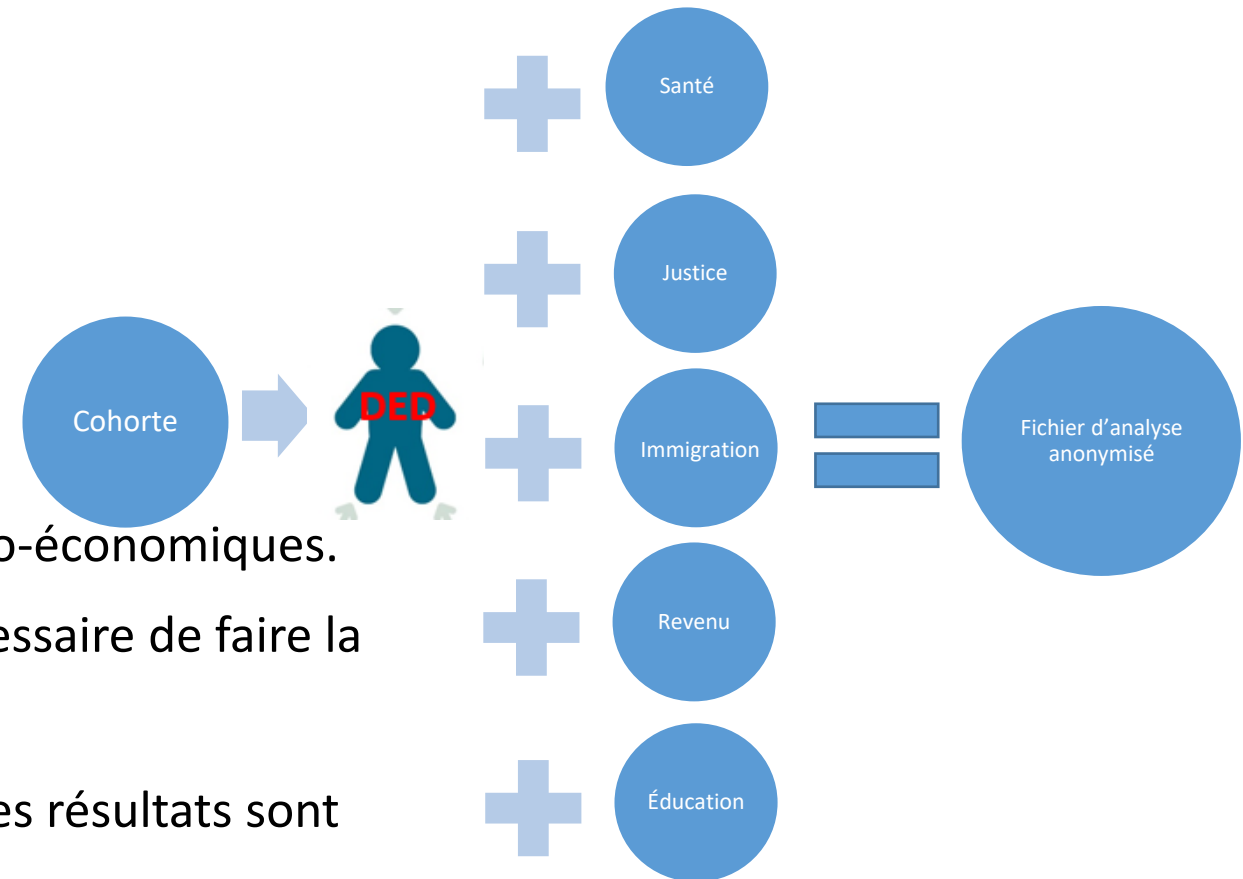 Santé
Justice
Cohorte
DED
Immigration
Fichier d’analyse
anonymisé
o-économiques.
essaire de faire la
Revenu
es résultats sont
Éducation